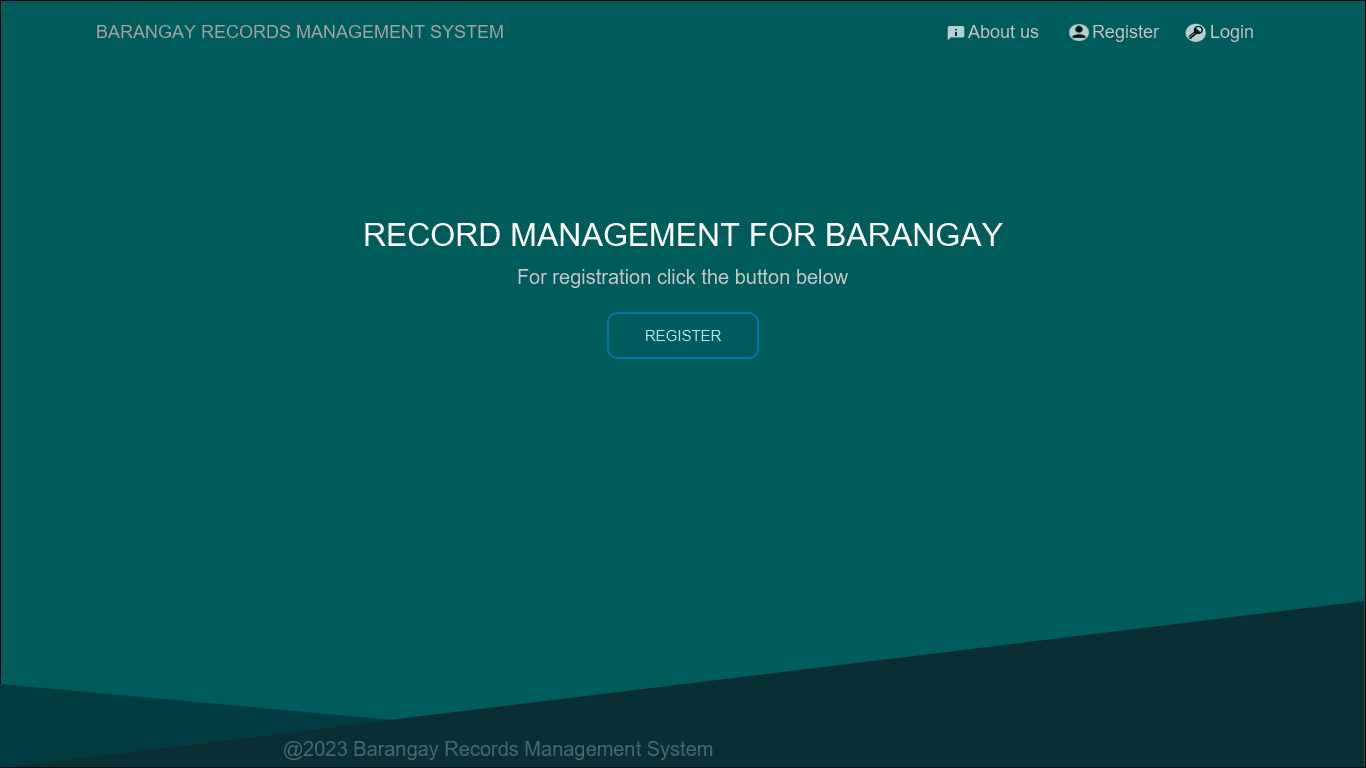 BARANGAY RECORDS MANAGEMENT SYSTEM
About us
Register
Login
RECORD MANAGEMENT FOR BARANGAY
For registration click the button below
REGISTER
@2023 Barangay Records Management System